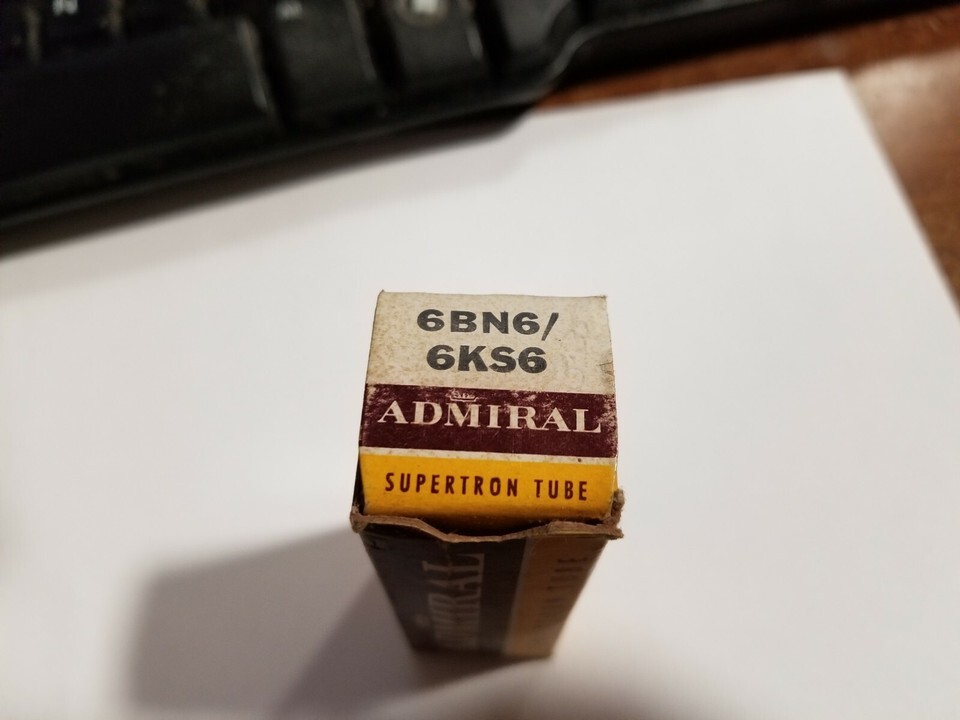 6BN6/
6KS6
ADMIRAL
SUPERTRON TUBE